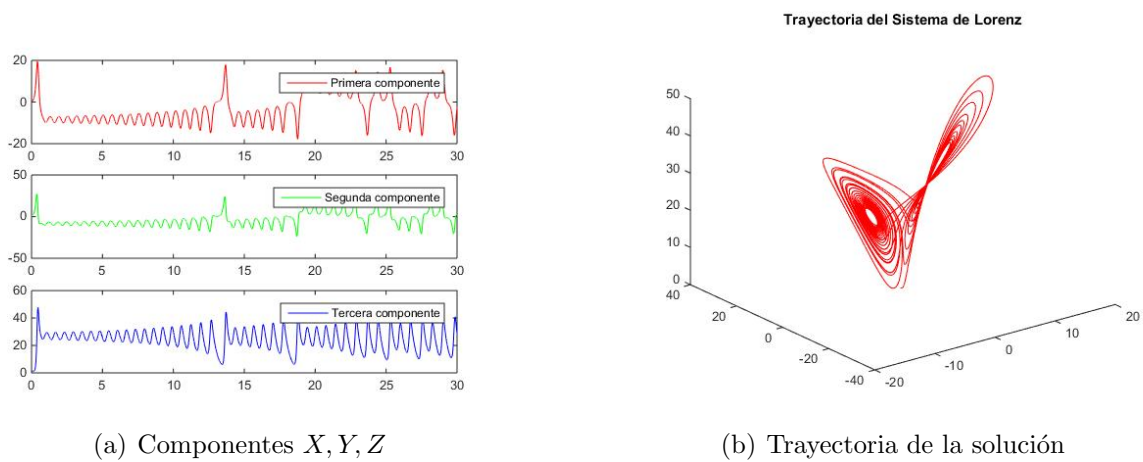 Trayectoria del Sistema de Lorenz
20
0
-20
Primera componente
0 5 10 15 20 25 30
50
0
-50
Segunda componente
0 5 10 15 20 25 30
60
40
20
0
Tercera componente
0 5 10 15 20 25 30
50
40
30
20
10
0
40
20
0
-20
-40
-20
-10
0
10
20
(a) Componentes X, Y, Z
(b) Trayectoria de la solución